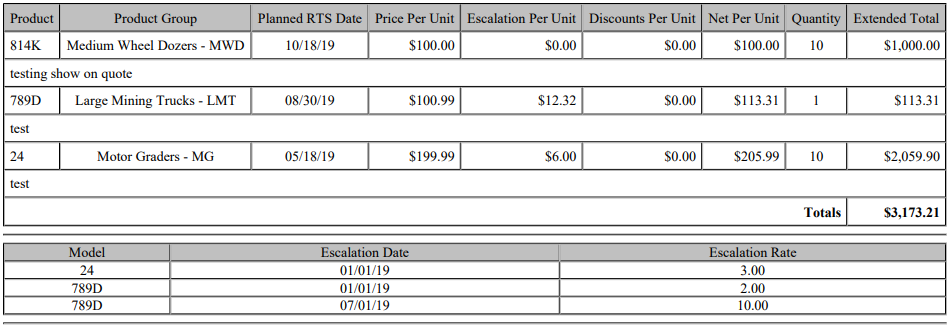 Product Product Group Planned RTS Date Price Per Unit Escalation Per Unit Discounts Per Unit Net Per Unit Quantity Extended Total
814K Medium Wheel Dozers - MWD 10/18/19 $100.00 $0.00 $0.00 $100.00 10 $1,000.00
testing show on quote
789D Large Mining Trucks - LMT 08/30/19 $100.99 $12.32 $0.00 $113.31 1 $113.31
test
24 Motor Graders - MG 05/18/19 $199.99 $6.00 $0.00 $205.99 10 $2,059.90
test
Totals $3,173.21
Model Escalation Date Escalation Rate
24 01/01/19 3.00
789D 01/01/19 2.00
789D 07/01/19 10.00